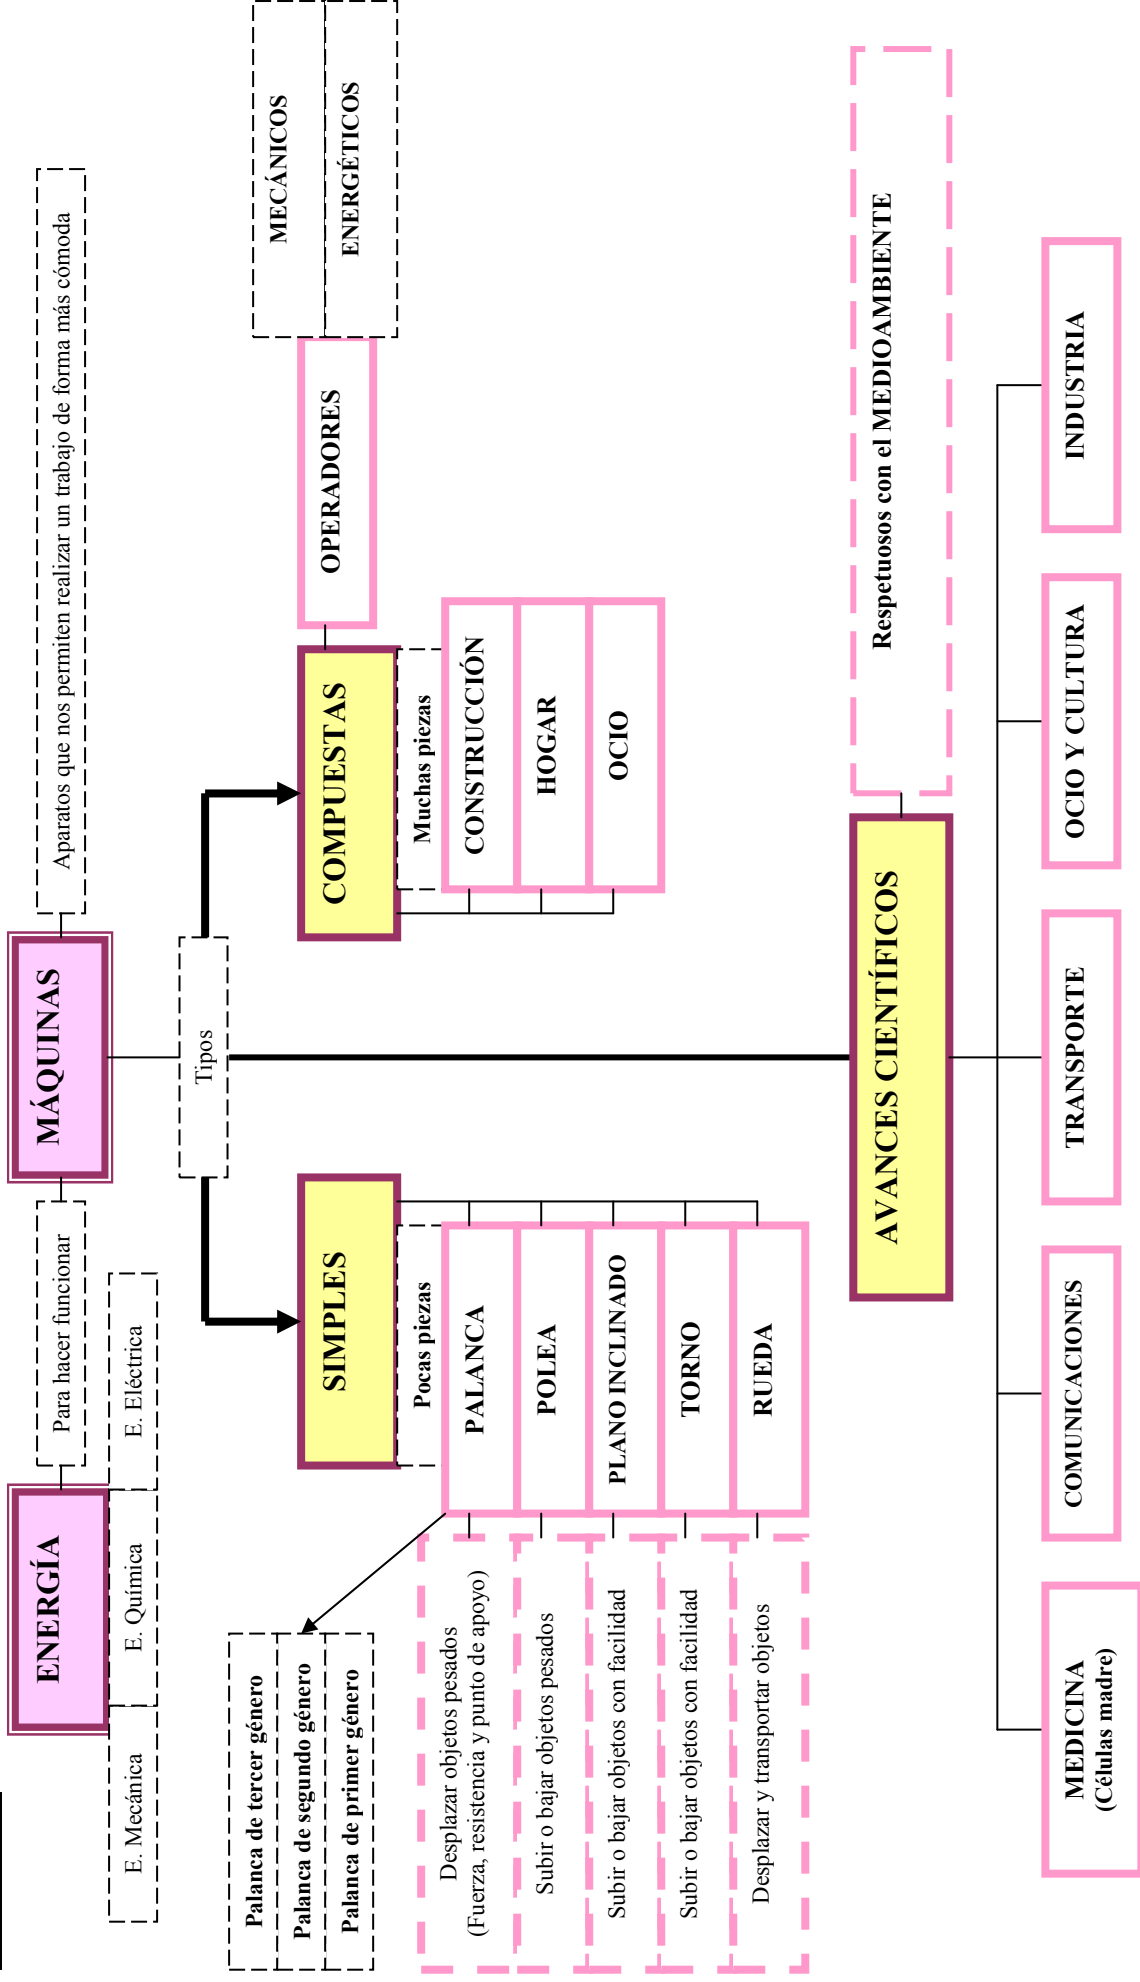 ENERGÍA
Para hacer funcionar
MÁQUINAS
Aparatos que nos permiten realizar un trabajo de forma más cómoda
E. Mecánica
E. Química
E. Eléctrica
Tipos
Palanca de tercer género
Palanca de segundo género
Palanca de primer género
SIMPLES
Pocas piezas
PALANCA
POLEA
PLANO INCLINADO
TORNO
RUEDA
Desplazar objetos pesados
(Fuerza, resistencia y punto de apoyo)
Subir o bajar objetos pesados
Subir o bajar objetos con facilidad
Subir o bajar objetos con facilidad
Desplazar y transportar objetos
COMPUESTAS
Muchas piezas
CONSTRUCCIÓN
HOGAR
OCIO
OPERADORES
MECÁNICOS
ENERGÉTICOS
AVANCES CIENTÍFICOS
Respetuosos con el MEDIOAMBIENTE
MEDICINA
(Células madre)
COMUNICACIONES
TRANSPORTE
OCIO Y CULTURA
INDUSTRIA